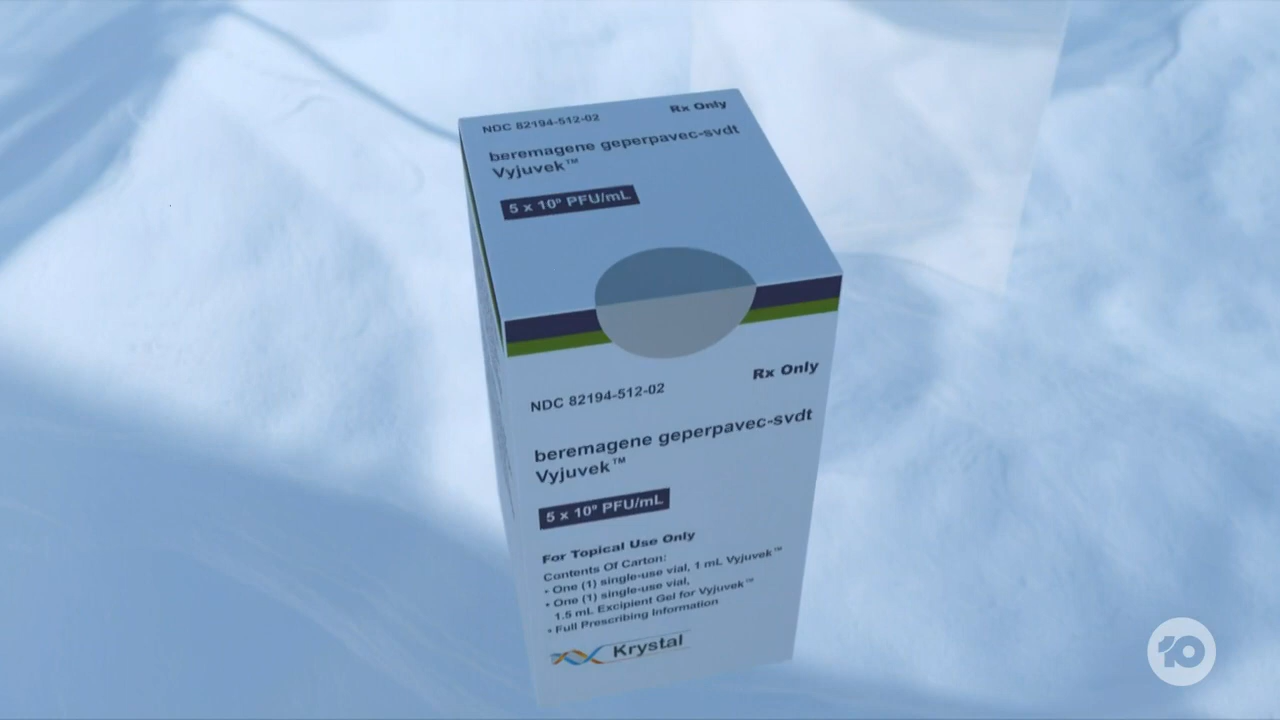 NDC 82194-512-02
Rx Only
beremagene geperpavec-svdt
Vyjuvek™
5 x 10⁹ PFU/mL
NDC 82194-512-02
Rx Only
beremagene geperpavec-svdt
Vyjuvek™
5 x 10⁹ PFU/mL
For Topical Use Only
Contents Of Carton:
• One (1) single-use vial, 1 mL Vyjuvek™
• One (1) single-use vial,
1.5 mL Excipient Gel for Vyjuvek™
• Full Prescribing Information
Krystal
10